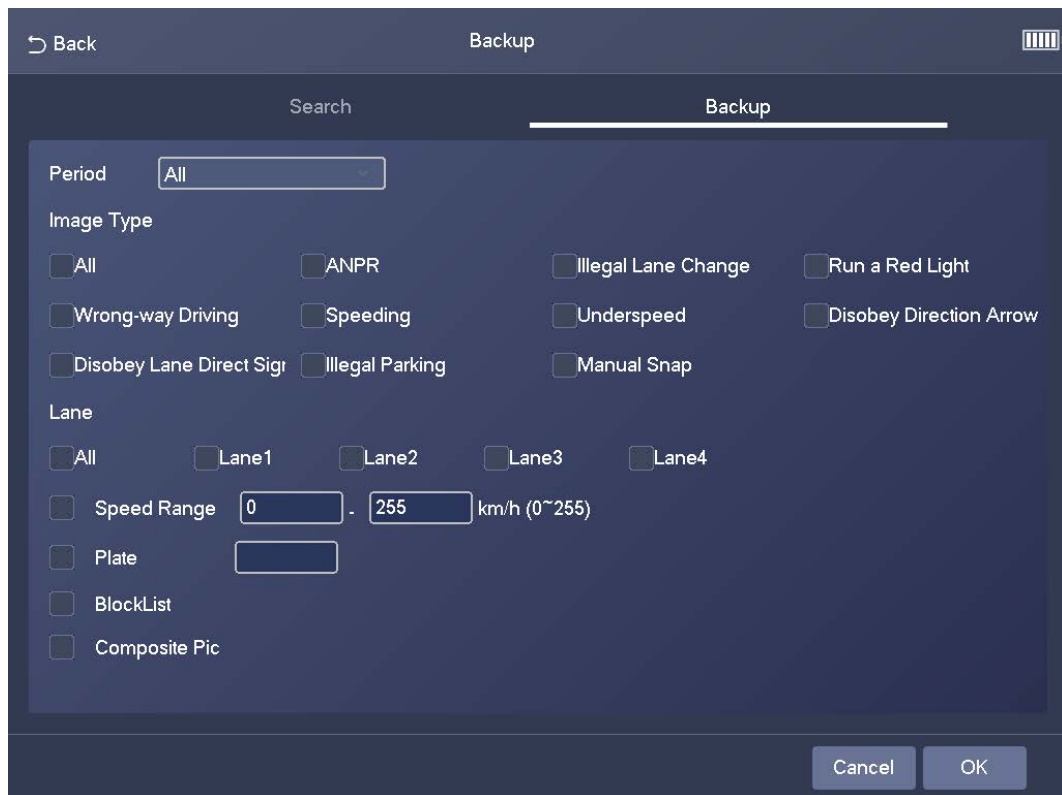 Back Backup
Search Backup
Period All
Image Type
All ANPR Illegal Lane Change Run a Red Light
Wrong-way Driving Speeding Underspeed Disobey Direction Arrow
Disobey Lane Direct Sigr Illegal Parking Manual Snap
Lane
All Lane1 Lane2 Lane3 Lane4
Speed Range 0 - 255 km/h (0~255)
Plate
BlockList
Composite Pic
Cancel OK